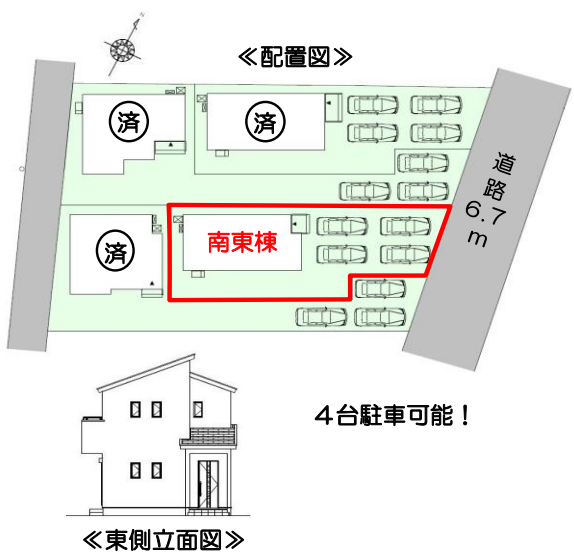 ≪配置図≫
済
済
道路6.7m
済
南東棟
4台駐車可能！
≪東側立面図≫